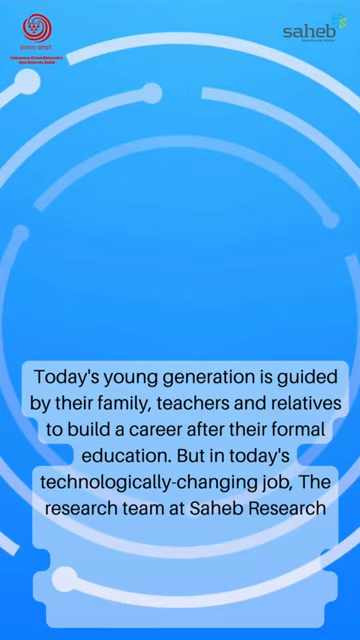 saheb
Today's young generation is guided
by their family, teachers and relatives
to build a career after their formal
education. But in today's
technologically-changing job, The
research team at Saheb Research